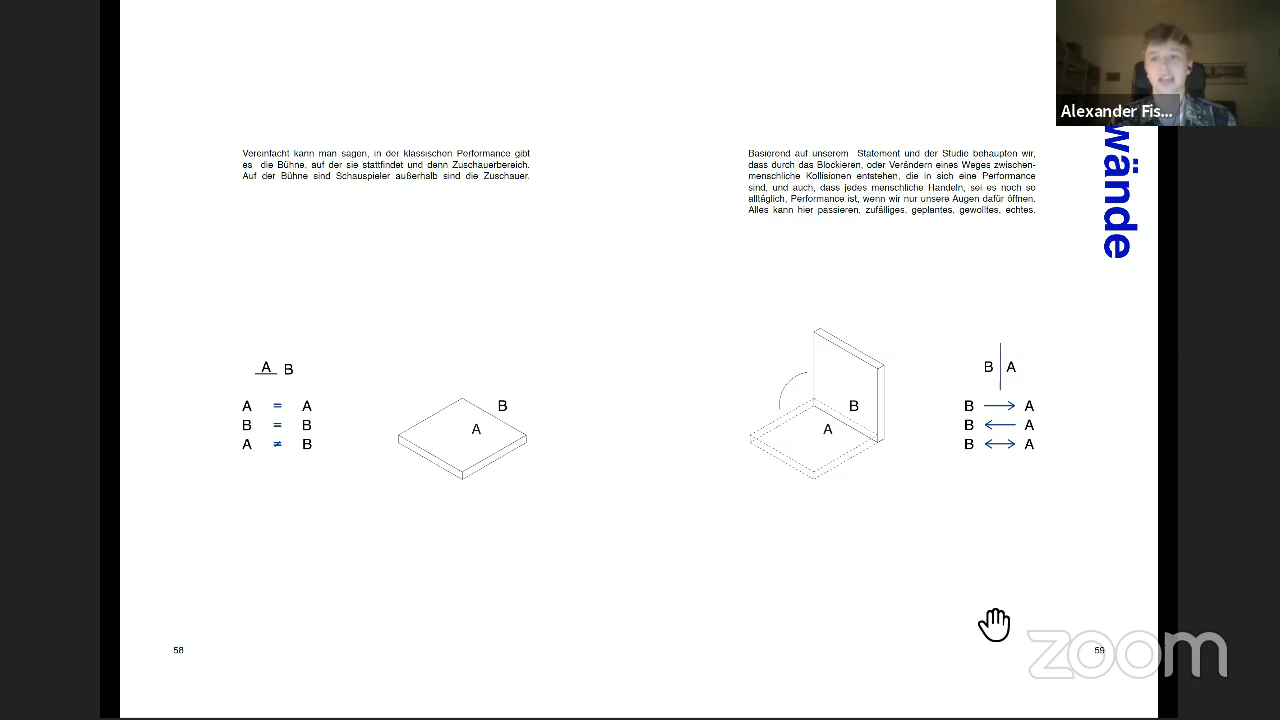 Alexander Fis...
wände
Vereinfacht kann man sagen, in der klassischen Performance gibt
es die Bühne, auf der sie stattfindet und denn Zuschauerbereich.
Auf der Bühne sind Schauspieler außerhalb sind die Zuschauer.
A B
A = A
B = B
A ≠ B
B
A
58
Basierend auf unserem Statement und der Studie behaupten wir,
dass durch das Blockieren, oder Verändern eines Weges zwischen-
menschliche Kollisionen entstehen, die in sich eine Performance
sind, und auch, dass jedes menschliche Handeln, sei es noch so
alltäglich, Performance ist, wenn wir nur unsere Augen dafür öffnen.
Alles kann hier passieren, zufälliges, geplantes, gewolltes, echtes.
B
A
B | A
B → A
B ← A
B ↔ A
59
zoom